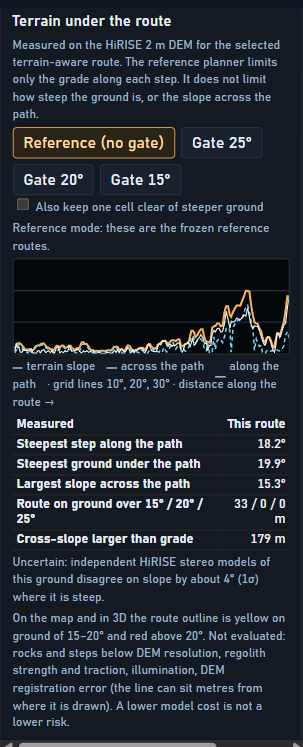 Terrain under the route
Measured on the HiRISE 2 m DEM for the selected
terrain-aware route. The reference planner limits
only the grade along each step. It does not limit
how steep the ground is, or the slope across the
path.
Reference (no gate)
Gate 25°
Gate 20°
Gate 15°
Also keep one cell clear of steeper ground
Reference mode: these are the frozen reference
routes.
— terrain slope — across the path __ along the
path · grid lines 10°, 20°, 30° · distance along the
route →
Measured This route
Steepest step along the path 18.2°
Steepest ground under the path 19.9°
Largest slope across the path 15.3°
Route on ground over 15° / 20° / 33 / 0 / 0
25° m
Cross-slope larger than grade 179 m
Uncertain: independent HiRISE stereo models of
this ground disagree on slope by about 4° (1σ)
where it is steep.
On the map and in 3D the route outline is yellow on
ground of 15–20° and red above 20°. Not evaluated:
rocks and steps below DEM resolution, regolith
strength and traction, illumination, DEM
registration error (the line can sit metres from
where it is drawn). A lower model cost is not a
lower risk.